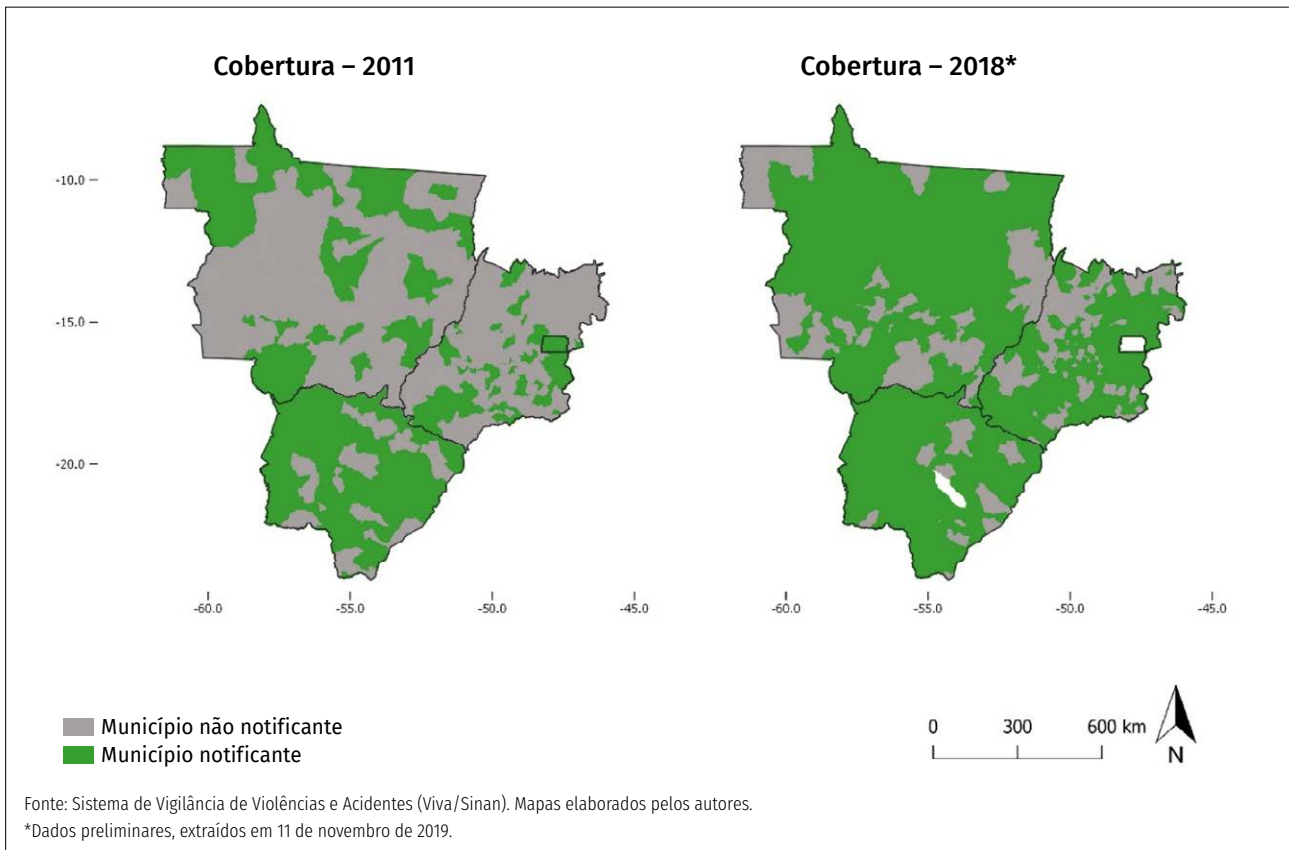 Cobertura – 2011
Cobertura – 2018*
-10.0
-15.0
-20.0
-60.0 -55.0 -50.0 -45.0
-60.0 -55.0 -50.0 -45.0
Município não notificante
Município notificante
0 300 600 km
N
Fonte: Sistema de Vigilância de Violências e Acidentes (Viva/Sinan). Mapas elaborados pelos autores.
*Dados preliminares, extraídos em 11 de novembro de 2019.